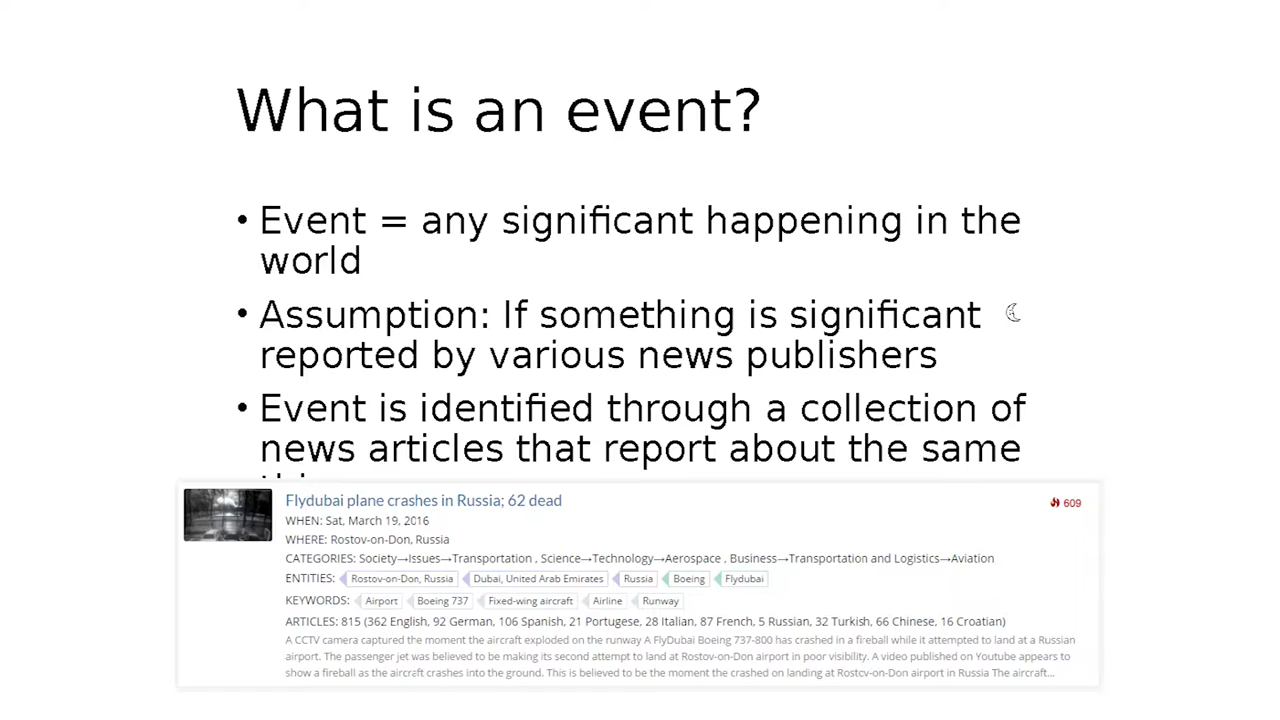 What is an event?
• Event = any significant happening in the
world
• Assumption: If something is significant ☾
reported by various news publishers
• Event is identified through a collection of
news articles that report about the same
Flydubai plane crashes in Russia; 62 dead
609
WHEN: Sat, March 19, 2016
WHERE: Rostov-on-Don, Russia
CATEGORIES: Society→Issues→Transportation , Science→Technology→Aerospace , Business→Transportation and Logistics→Aviation
ENTITIES: Rostov-on-Don, Russia Dubai, United Arab Emirates Russia Boeing Flydubai
KEYWORDS: Airport Boeing 737 Fixed-wing aircraft Airline Runway
ARTICLES: 815 (362 English, 92 German, 106 Spanish, 21 Portugese, 28 Italian, 87 French, 5 Russian, 32 Turkish, 66 Chinese, 16 Croatian)
A CCTV camera captured the moment the aircraft exploded on the runway A FlyDubai Boeing 737-800 has crashed in a fireball while it attempted to land at a Russian
airport. The passenger jet was believed to be making its second attempt to land at Rostov-on-Don airport in poor visibility. A video published on Youtube appears to
show a fireball as the aircraft crashes into the ground. This is believed to be the moment the crashed on landing at Rostov-on-Don airport in Russia The aircraft...